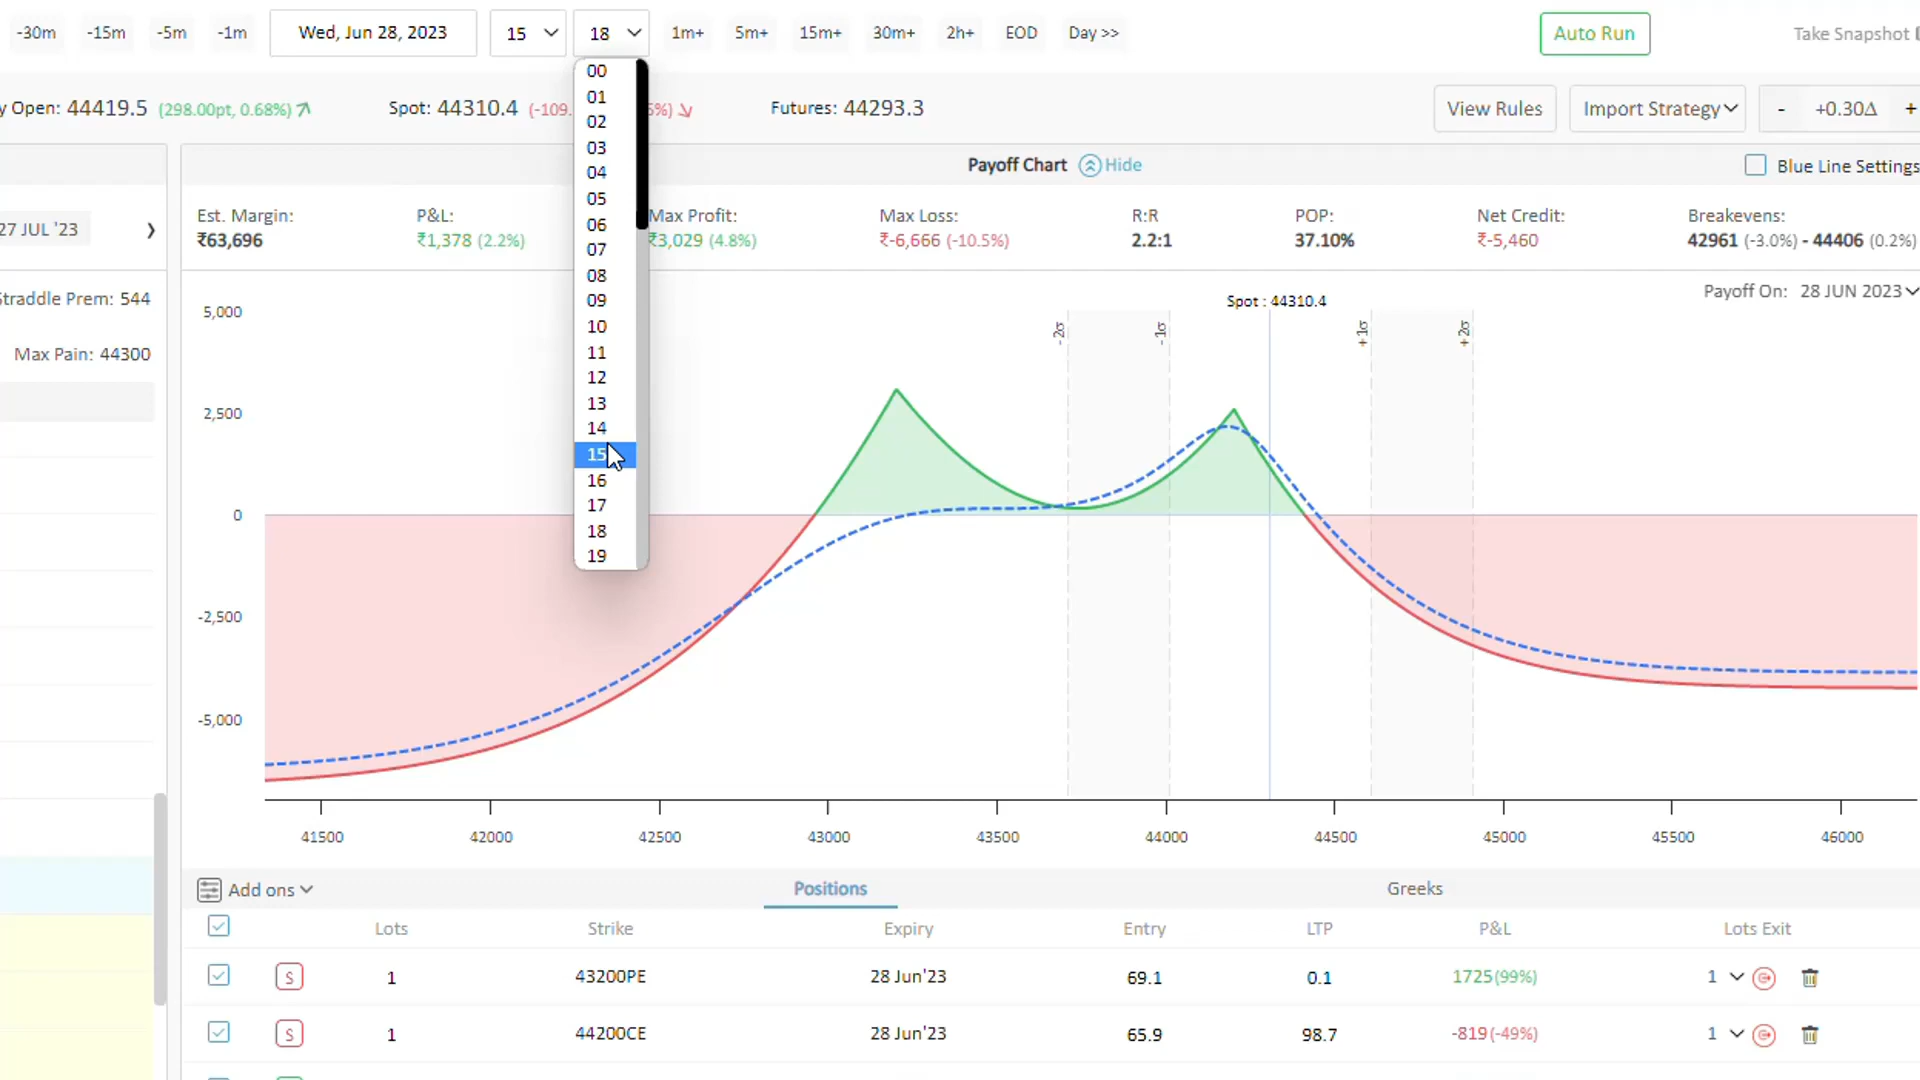 -30m -15m -5m -1m Wed, Jun 28, 2023 15 18 1m+ 5m+ 15m+ 30m+ 2h+ EOD Day >> Auto Run Take Snapshot
y Open: 44419.5 (298.00pt, 0.68%) Spot: 44310.4 (-109. %) Futures: 44293.3 View Rules Import Strategy - +0.30Δ +
00
01
02
03
04
05
06
07
08
09
10
11
12
13
14
15
16
17
18
19
Payoff Chart Hide Blue Line Settings
27 JUL '23
Straddle Prem: 544
Max Pain: 44300
Est. Margin: P&L: Max Profit: Max Loss: R:R POP: Net Credit: Breakevens:
₹63,696 ₹1,378 (2.2%) ₹3,029 (4.8%) ₹-6,666 (-10.5%) 2.2:1 37.10% ₹-5,460 42961 (-3.0%) - 44406 (0.2%)
Payoff On: 28 JUN 2023
Spot : 44310.4
-2σ -1σ +1σ +2σ
5,000
2,500
0
-2,500
-5,000
41500 42000 42500 43000 43500 44000 44500 45000 45500 46000
Add ons Positions Greeks
Lots Strike Expiry Entry LTP P&L Lots Exit
S 1 43200PE 28 Jun'23 69.1 0.1 1725(99%) 1
S 1 44200CE 28 Jun'23 65.9 98.7 -819(-49%) 1